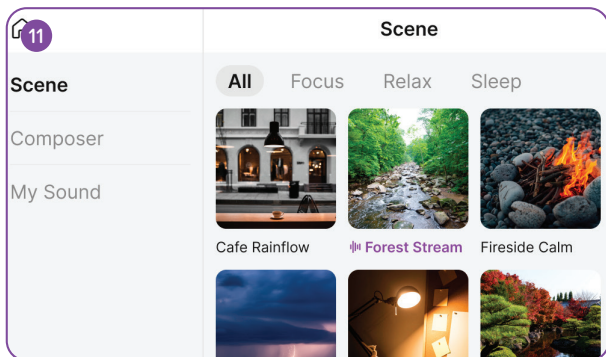 11
Scene
Scene
Composer
My Sound
All Focus Relax Sleep
Cafe Rainflow
Forest Stream
Fireside Calm